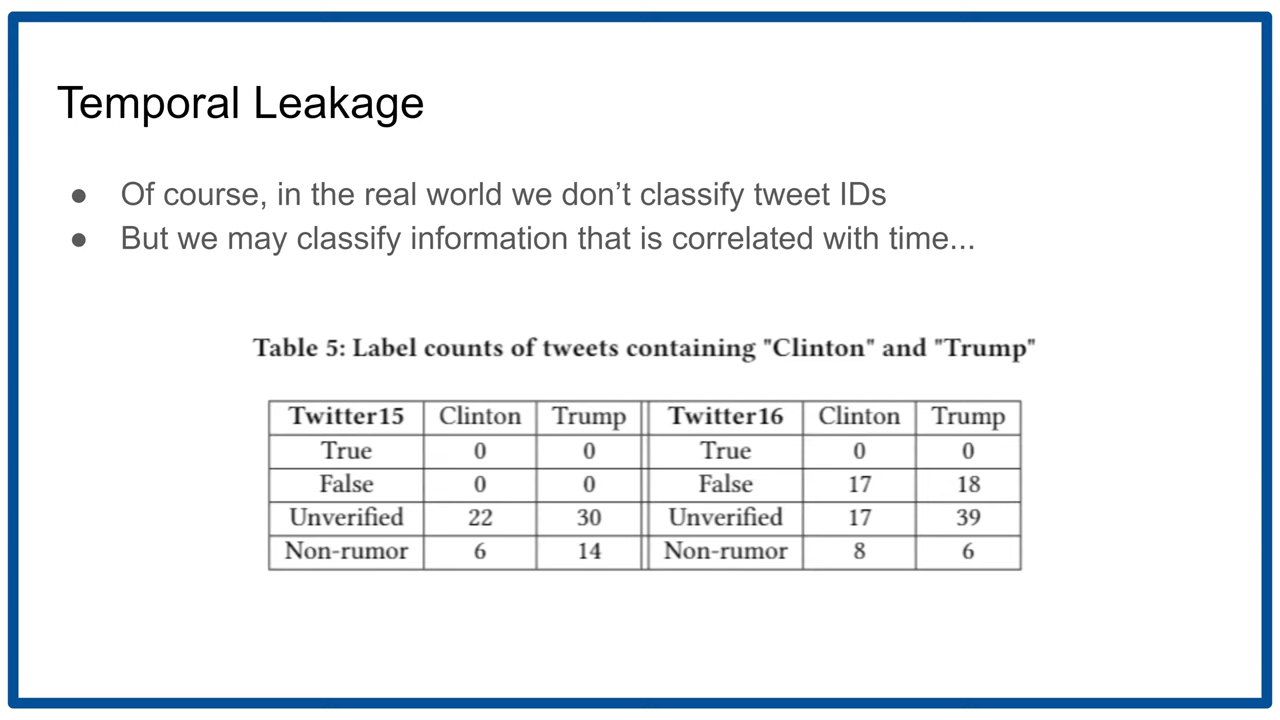 Temporal Leakage
● Of course, in the real world we don’t classify tweet IDs
● But we may classify information that is correlated with time...
Table 5: Label counts of tweets containing "Clinton" and "Trump"
Twitter15 Clinton Trump Twitter16 Clinton Trump
True 0 0 True 0 0
False 0 0 False 17 18
Unverified 22 30 Unverified 17 39
Non-rumor 6 14 Non-rumor 8 6